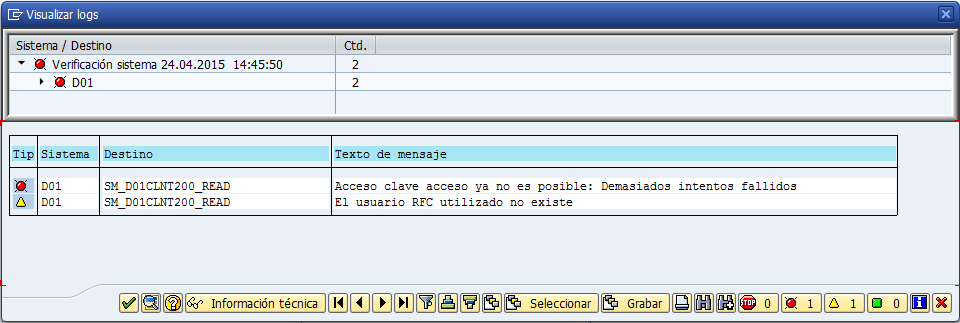 Visualizar logs
Sistema / Destino Ctd.
Verificación sistema 24.04.2015 14:45:50 2
D01 2
Tip Sistema Destino Texto de mensaje
D01 SM_D01CLNT200_READ Acceso clave acceso ya no es posible: Demasiados intentos fallidos
D01 SM_D01CLNT200_READ El usuario RFC utilizado no existe
Información técnica Seleccionar Grabar STOP 0 1 1 0